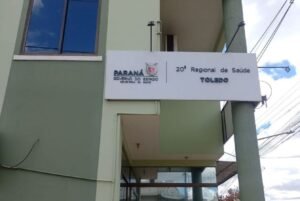 PARANÁ
GOVERNO DO ESTADO
20ª Regional de Saúde
TOLEDO